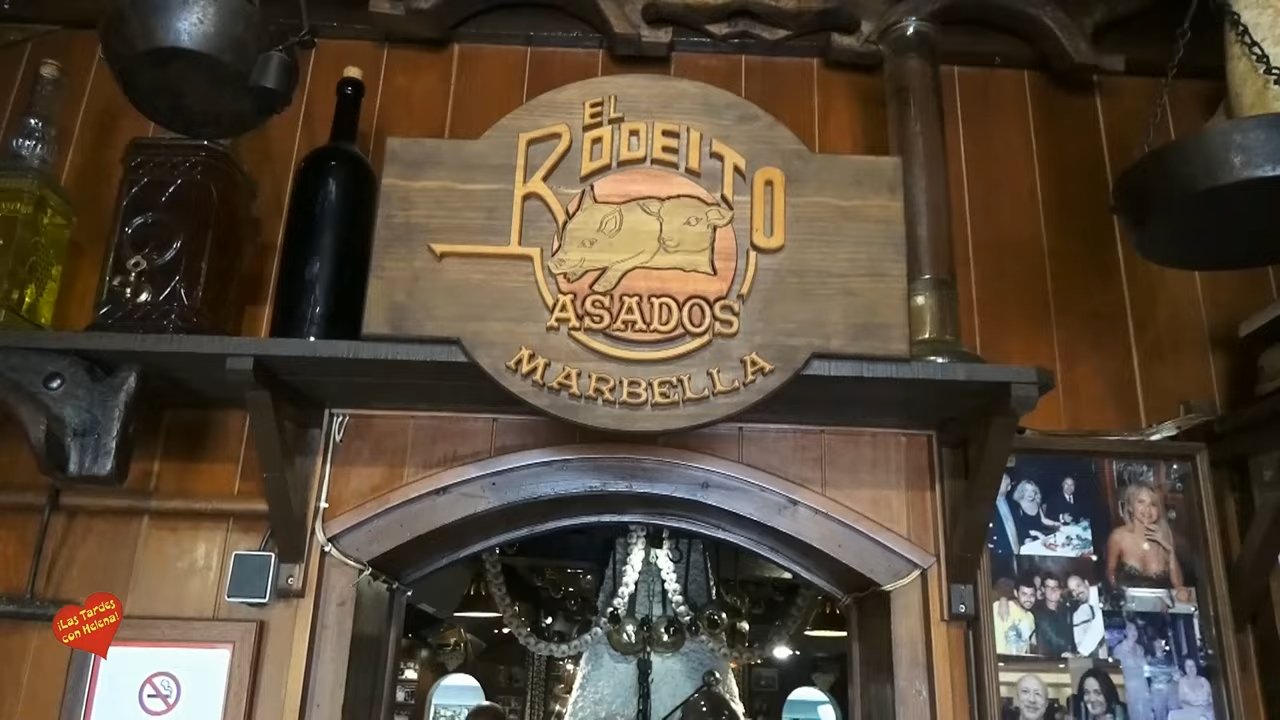 EL
RODEITO
ASADOS
MARBELLA
¡Las Tardes
con Helena!